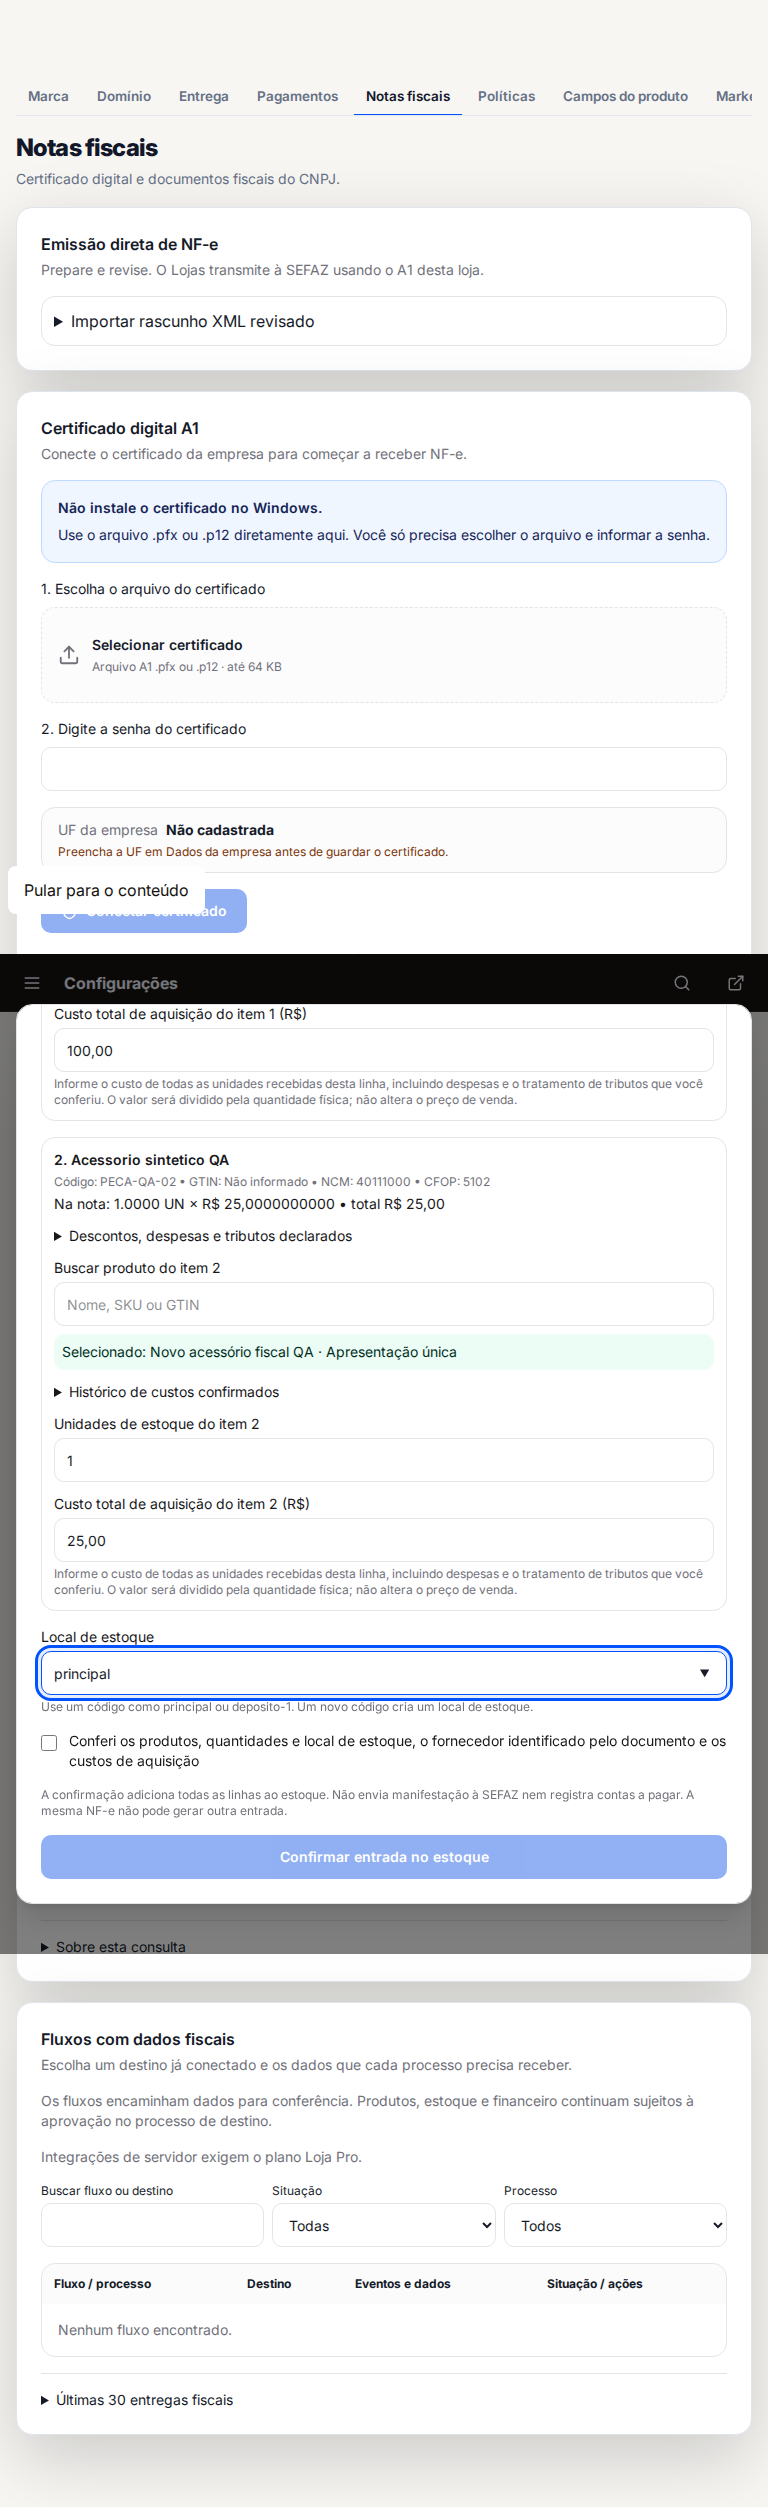 Marca Domínio Entrega Pagamentos Notas fiscais Políticas Campos do produto Marke
Notas fiscais
Certificado digital e documentos fiscais do CNPJ.
Emissão direta de NF-e
Prepare e revise. O Lojas transmite à SEFAZ usando o A1 desta loja.
Importar rascunho XML revisado
Certificado digital A1
Conecte o certificado da empresa para começar a receber NF-e.
Não instale o certificado no Windows.
Use o arquivo .pfx ou .p12 diretamente aqui. Você só precisa escolher o arquivo e informar a senha.
1. Escolha o arquivo do certificado
Selecionar certificado
Arquivo A1 .pfx ou .p12 · até 64 KB
2. Digite a senha do certificado
UF da empresa Não cadastrada
Preencha a UF em Dados da empresa antes de guardar o certificado.
Pular para o conteúdo
Conectar certificado
Configurações
Custo total de aquisição do item 1 (R$)
100,00
Informe o custo de todas as unidades recebidas desta linha, incluindo despesas e o tratamento de tributos que você
conferiu. O valor será dividido pela quantidade física; não altera o preço de venda.
2. Acessorio sintetico QA
Código: PECA-QA-02 • GTIN: Não informado • NCM: 40111000 • CFOP: 5102
Na nota: 1.0000 UN × R$ 25,0000000000 • total R$ 25,00
Descontos, despesas e tributos declarados
Buscar produto do item 2
Nome, SKU ou GTIN
Selecionado: Novo acessório fiscal QA · Apresentação única
Histórico de custos confirmados
Unidades de estoque do item 2
1
Custo total de aquisição do item 2 (R$)
25,00
Informe o custo de todas as unidades recebidas desta linha, incluindo despesas e o tratamento de tributos que você
conferiu. O valor será dividido pela quantidade física; não altera o preço de venda.
Local de estoque
principal
Use um código como principal ou deposito-1. Um novo código cria um local de estoque.
Conferi os produtos, quantidades e local de estoque, o fornecedor identificado pelo documento e os
custos de aquisição
A confirmação adiciona todas as linhas ao estoque. Não envia manifestação à SEFAZ nem registra contas a pagar. A
mesma NF-e não pode gerar outra entrada.
Confirmar entrada no estoque
Sobre esta consulta
Fluxos com dados fiscais
Escolha um destino já conectado e os dados que cada processo precisa receber.
Os fluxos encaminham dados para conferência. Produtos, estoque e financeiro continuam sujeitos à
aprovação no processo de destino.
Integrações de servidor exigem o plano Loja Pro.
Buscar fluxo ou destino Situação Processo
Todas Todos
Fluxo / processo Destino Eventos e dados Situação / ações
Nenhum fluxo encontrado.
Últimas 30 entregas fiscais